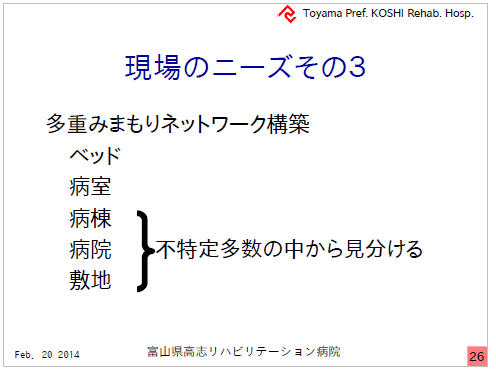 Toyama Pref. KOSHI Rehab. Hosp.
現場のニーズその3
多重みまもりネットワーク構築
ベッド
病室
病棟
病院
敷地
不特定多数の中から見分ける
Feb. 20 2014
富山県高志リハビリテーション病院
26